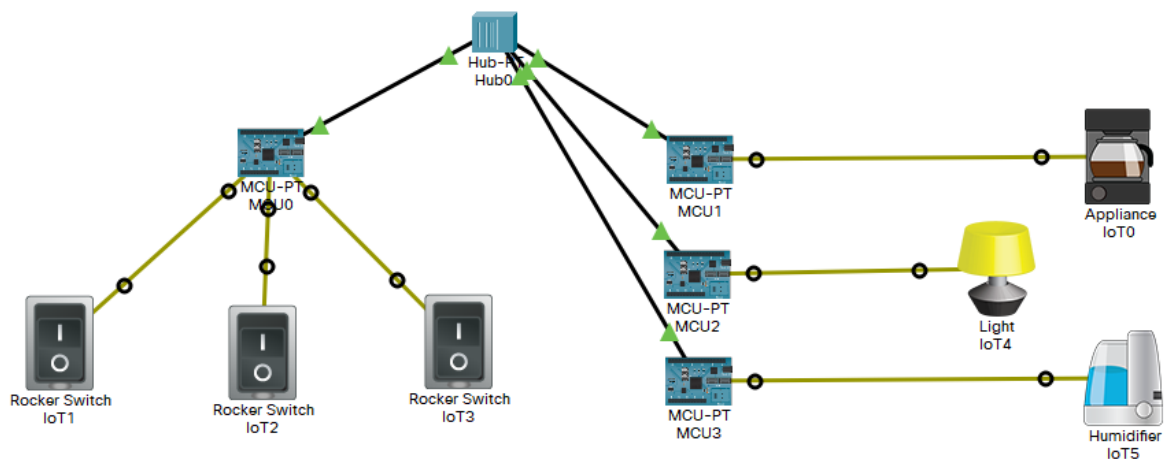 Hub-PT
Hub0
MCU-PT
MCU0
MCU-PT
MCU1
Appliance
IoT0
MCU-PT
MCU2
Light
IoT4
Rocker Switch
IoT1
Rocker Switch
IoT2
Rocker Switch
IoT3
MCU-PT
MCU3
Humidifier
IoT5